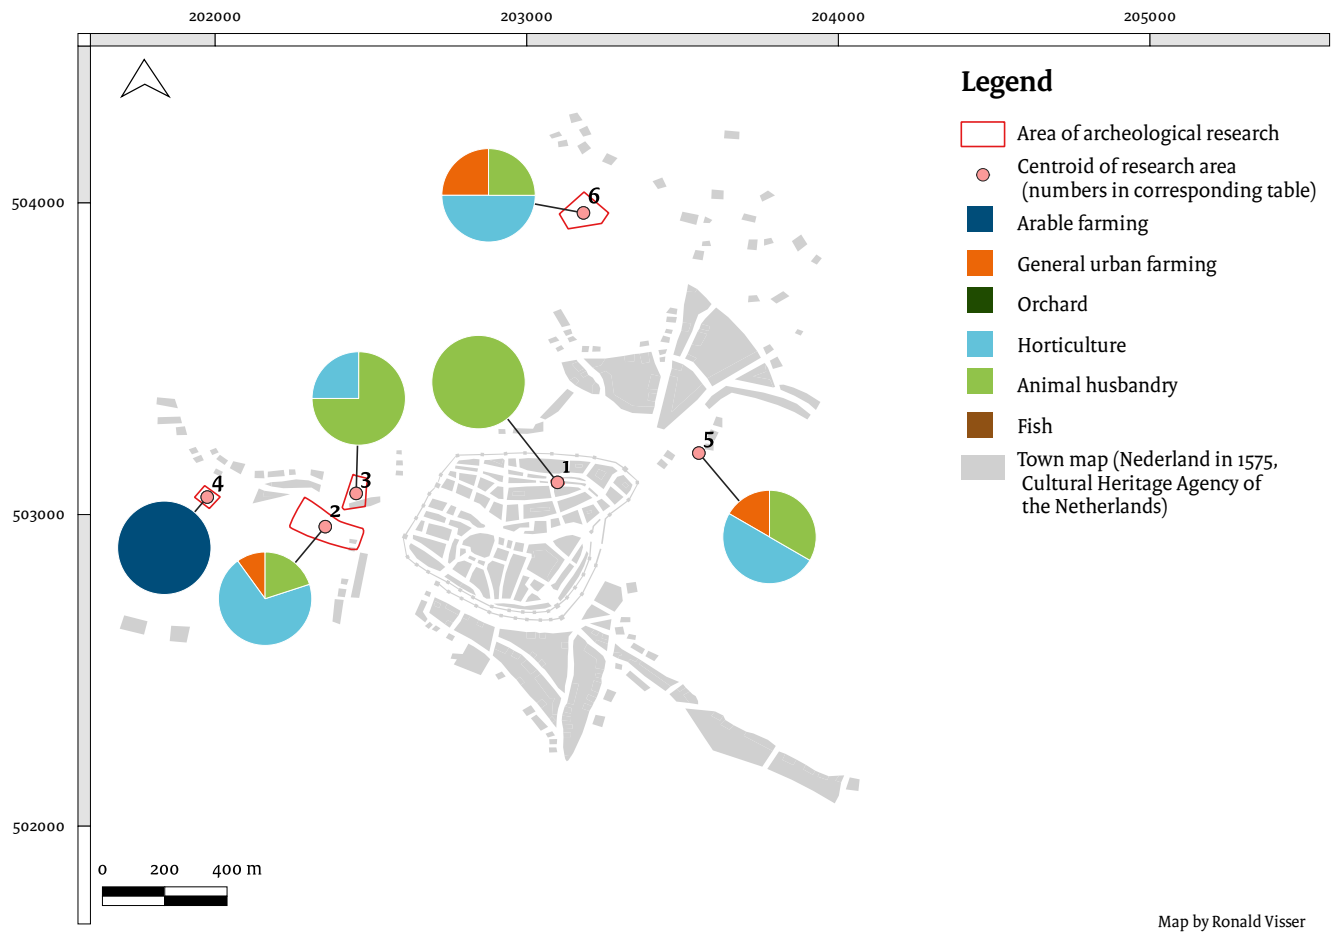 202000
203000
204000
205000
504000
503000
502000
Legend
Area of archeological research
Centroid of research area
(numbers in corresponding table)
Arable farming
General urban farming
Orchard
Horticulture
Animal husbandry
Fish
Town map (Nederland in 1575,
Cultural Heritage Agency of
the Netherlands)
6
5
1
3
4
2
0 200 400 m
Map by Ronald Visser